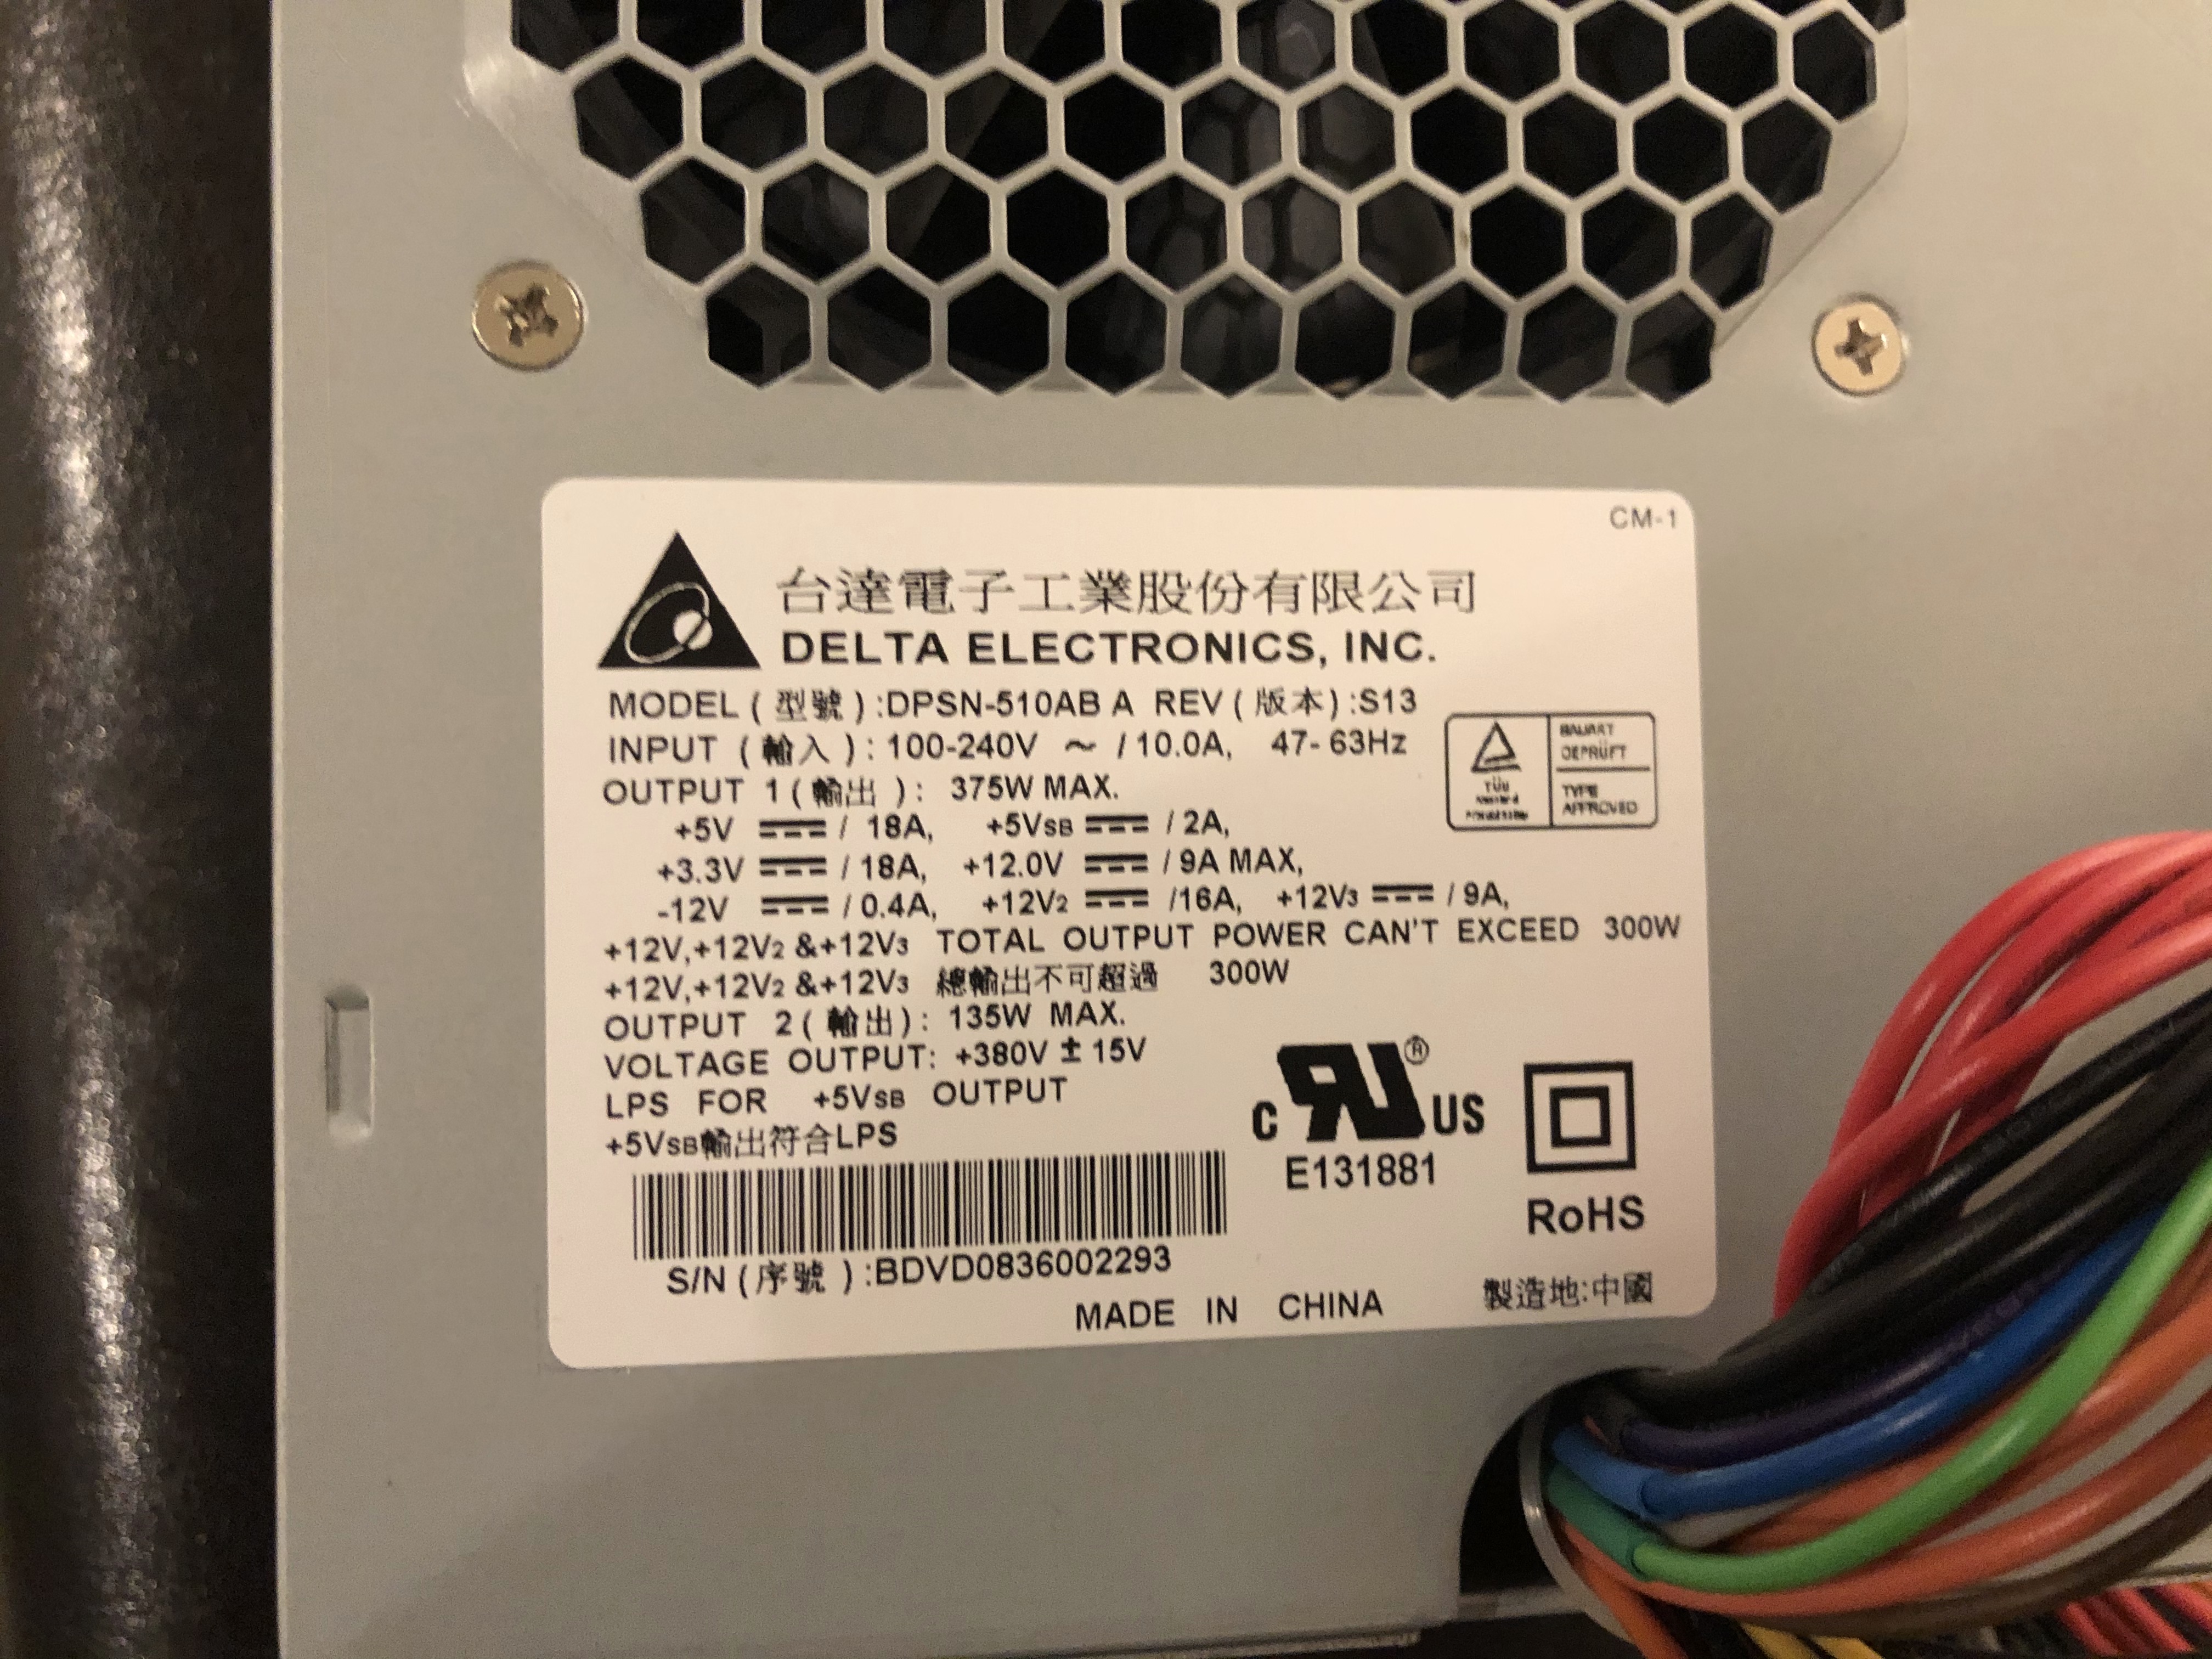 CM-1
台達電子工業股份有限公司
DELTA ELECTRONICS, INC.
MODEL ( 型號 ) :DPSN-510AB A REV ( 版本 ) :S13
INPUT ( 輸入 ) : 100-240V ~ / 10.0A, 47- 63Hz
OUTPUT 1 ( 輸出 ) : 375W MAX.
+5V ⎓ / 18A, +5VSB ⎓ / 2A,
+3.3V ⎓ / 18A, +12.0V ⎓ / 9A MAX,
-12V ⎓ / 0.4A, +12V2 ⎓ /16A, +12V3 ⎓ / 9A,
+12V,+12V2 &+12V3 TOTAL OUTPUT POWER CAN'T EXCEED 300W
+12V,+12V2 &+12V3 總輸出不可超過 300W
OUTPUT 2 ( 輸出) : 135W MAX.
VOLTAGE OUTPUT: +380V ± 15V
LPS FOR +5VSB OUTPUT
+5VSB輸出符合LPS
BAUART
GEPRÜFT
TÜV
TYPE
APPROVED
C RU ® US
E131881
RoHS
S/N ( 序號 ) :BDVD0836002293
MADE IN CHINA 製造地:中國